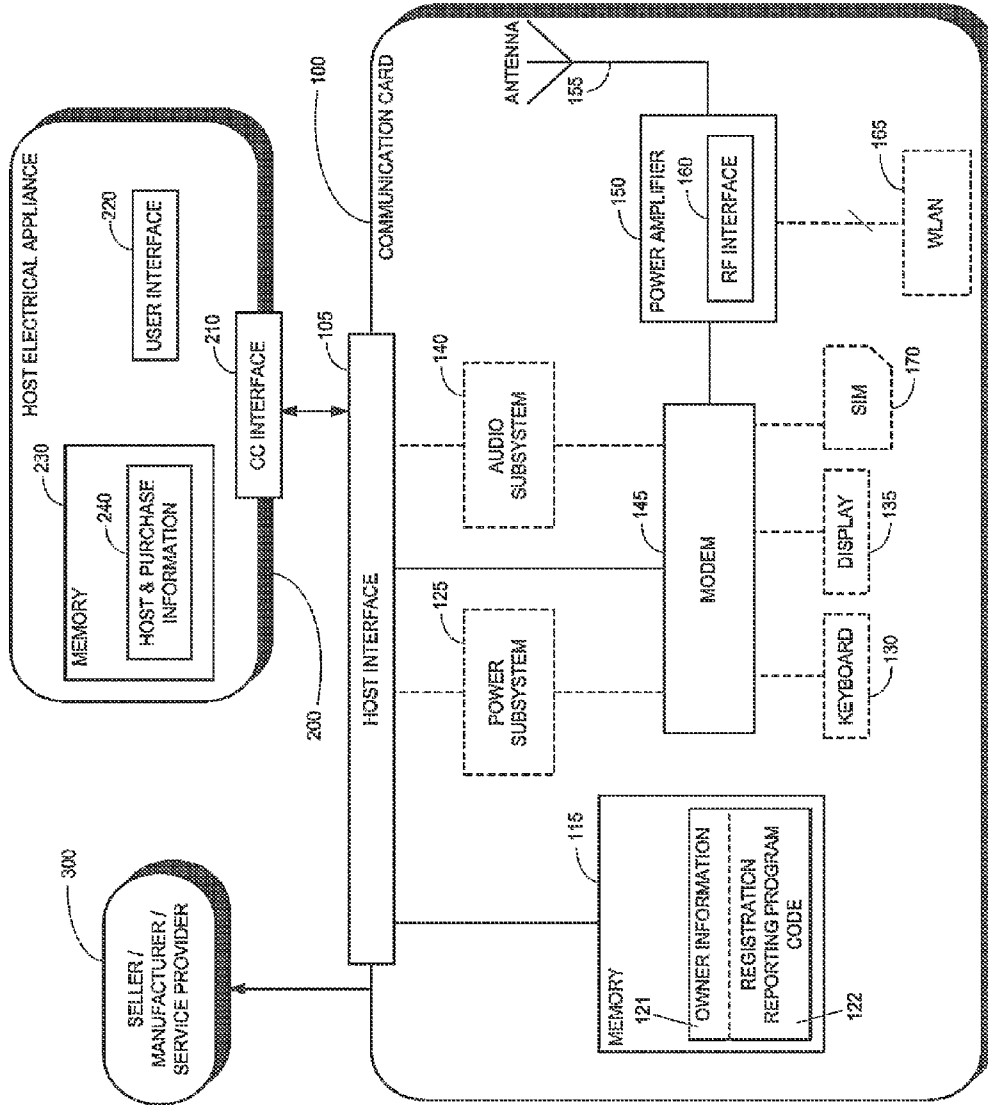 SELLER /
MANUFACTURER /
SERVICE PROVIDER
300
HOST ELECTRICAL APPLIANCE
MEMORY
230
HOST & PURCHASE
INFORMATION
240
USER INTERFACE
220
CC INTERFACE
210
200
COMMUNICATION CARD
100
HOST INTERFACE
105
MEMORY
115
OWNER INFORMATION
121
REGISTRATION
REPORTING PROGRAM
CODE
122
POWER
SUBSYSTEM
125
AUDIO
SUBSYSTEM
140
MODEM
145
KEYBOARD
130
DISPLAY
135
SIM
170
POWER AMPLIFIER
150
RF INTERFACE
160
ANTENNA
155
WLAN
165